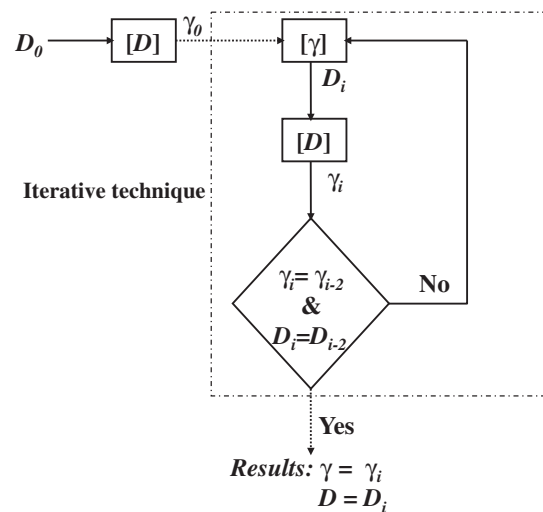 D₀
[D]
γ₀
[γ]
Dᵢ
[D]
γᵢ
Iterative technique
γᵢ= γᵢ₋₂
&
Dᵢ=Dᵢ₋₂
No
Yes
Results: γ = γᵢ
D = Dᵢ